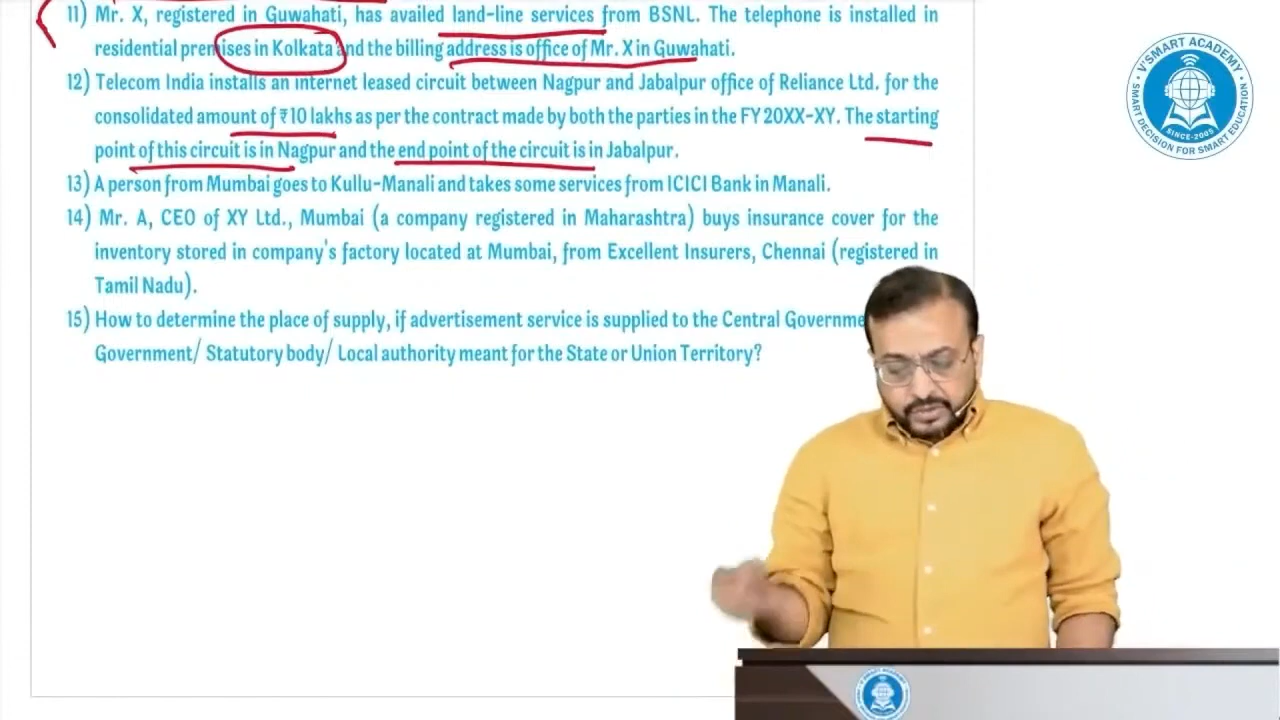 11) Mr. X, registered in Guwahati, has availed land-line services from BSNL. The telephone is installed in
residential premises in Kolkata and the billing address is office of Mr. X in Guwahati.
12) Telecom India installs an internet leased circuit between Nagpur and Jabalpur office of Reliance Ltd. for the
consolidated amount of ₹10 lakhs as per the contract made by both the parties in the FY 20XX-XY. The starting
point of this circuit is in Nagpur and the end point of the circuit is in Jabalpur.
13) A person from Mumbai goes to Kullu-Manali and takes some services from ICICI Bank in Manali.
14) Mr. A, CEO of XY Ltd., Mumbai (a company registered in Maharashtra) buys insurance cover for the
inventory stored in company's factory located at Mumbai, from Excellent Insurers, Chennai (registered in
Tamil Nadu).
15) How to determine the place of supply, if advertisement service is supplied to the Central Governme
Government/ Statutory body/ Local authority meant for the State or Union Territory?
V'SMART ACADEMY
SINCE-2005
SMART DECISION FOR SMART EDUCATION